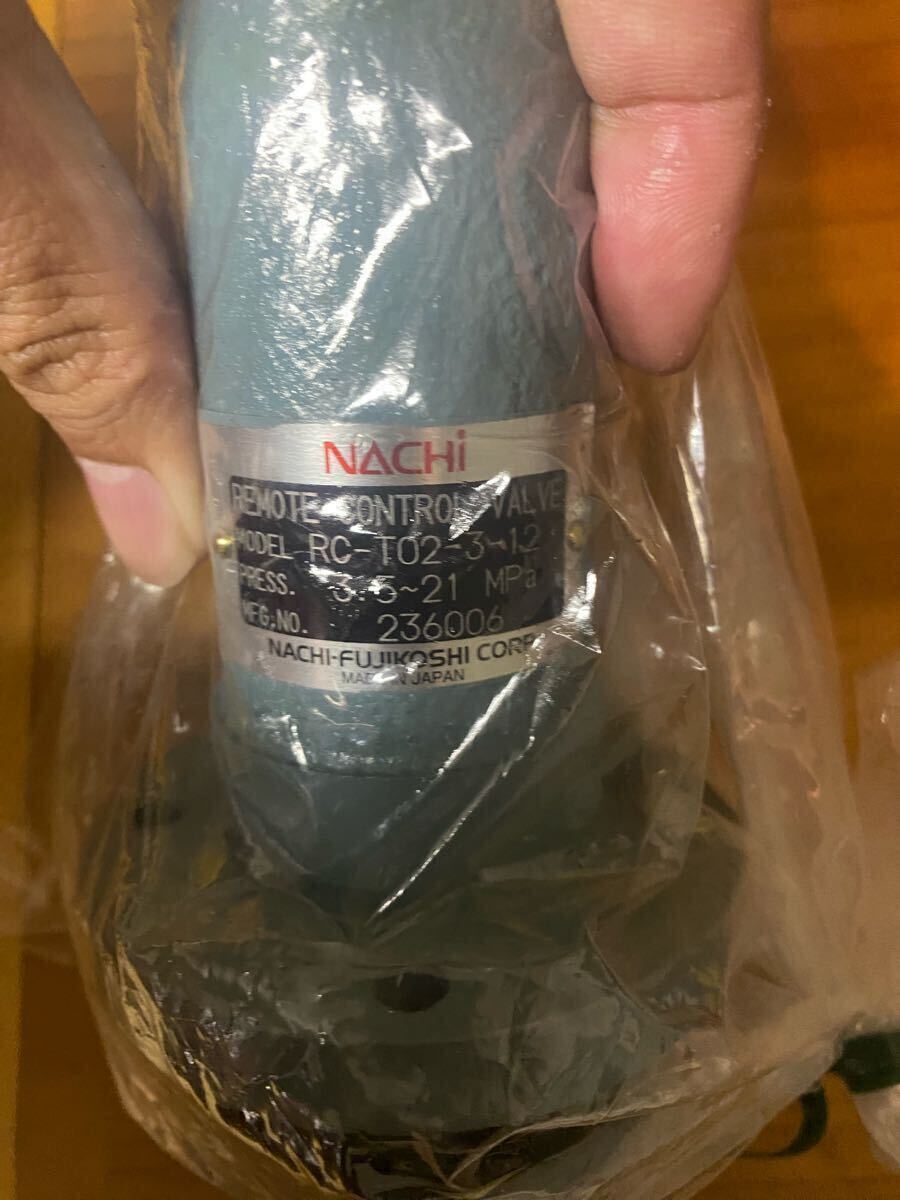 NACHi
REMOTE CONTROL VALVE
MODEL RC-T02-3-12
PRESS. 3.5~21 MPa
MFG.NO. 236006
NACHI-FUJIKOSHI CORP.
MADE IN JAPAN